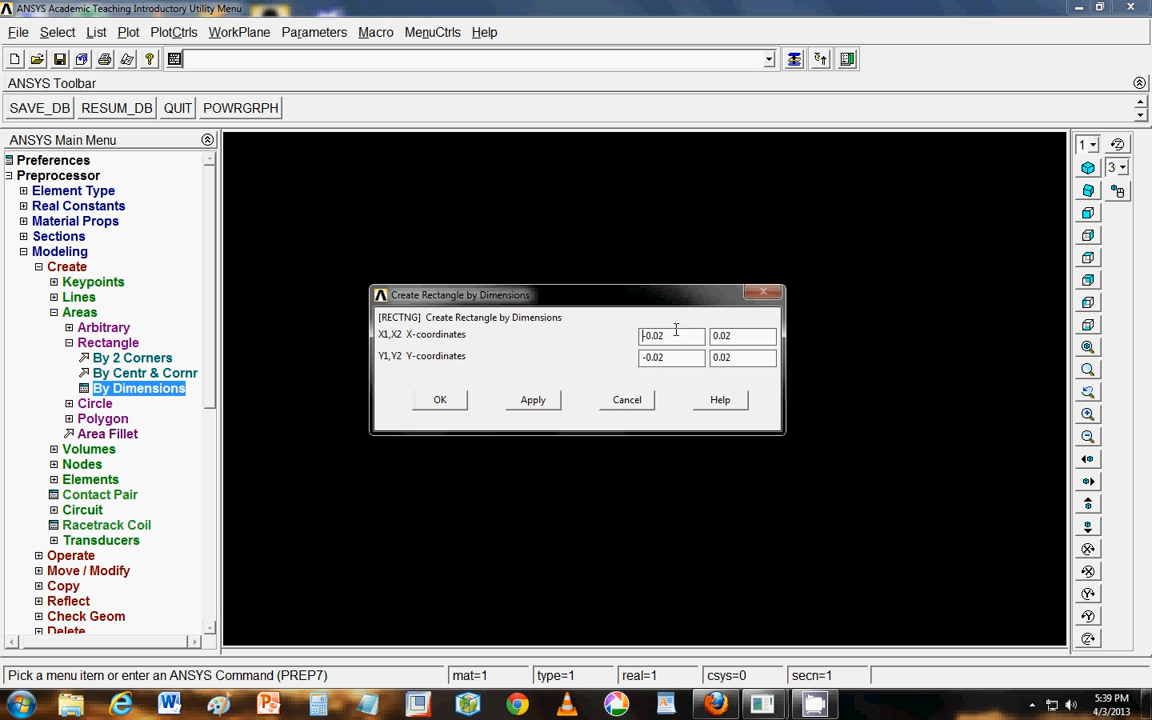 ANSYS Academic Teaching Introductory Utility Menu
File Select List Plot PlotCtrls WorkPlane Parameters Macro MenuCtrls Help
ANSYS Toolbar
SAVE_DB RESUM_DB QUIT POWRGRPH
ANSYS Main Menu
Preferences
Preprocessor
Element Type
Real Constants
Material Props
Sections
Modeling
Create
Keypoints
Lines
Areas
Arbitrary
Rectangle
By 2 Corners
By Centr & Cornr
By Dimensions
Circle
Polygon
Area Fillet
Volumes
Nodes
Elements
Contact Pair
Circuit
Racetrack Coil
Transducers
Operate
Move / Modify
Copy
Reflect
Check Geom
Delete
Create Rectangle by Dimensions
[RECTNG] Create Rectangle by Dimensions
X1,X2 X-coordinates -0.02 0.02
Y1,Y2 Y-coordinates -0.02 0.02
OK Apply Cancel Help
1
3
Pick a menu item or enter an ANSYS Command (PREP7) mat=1 type=1 real=1 csys=0 secn=1
5:39 PM
4/3/2013